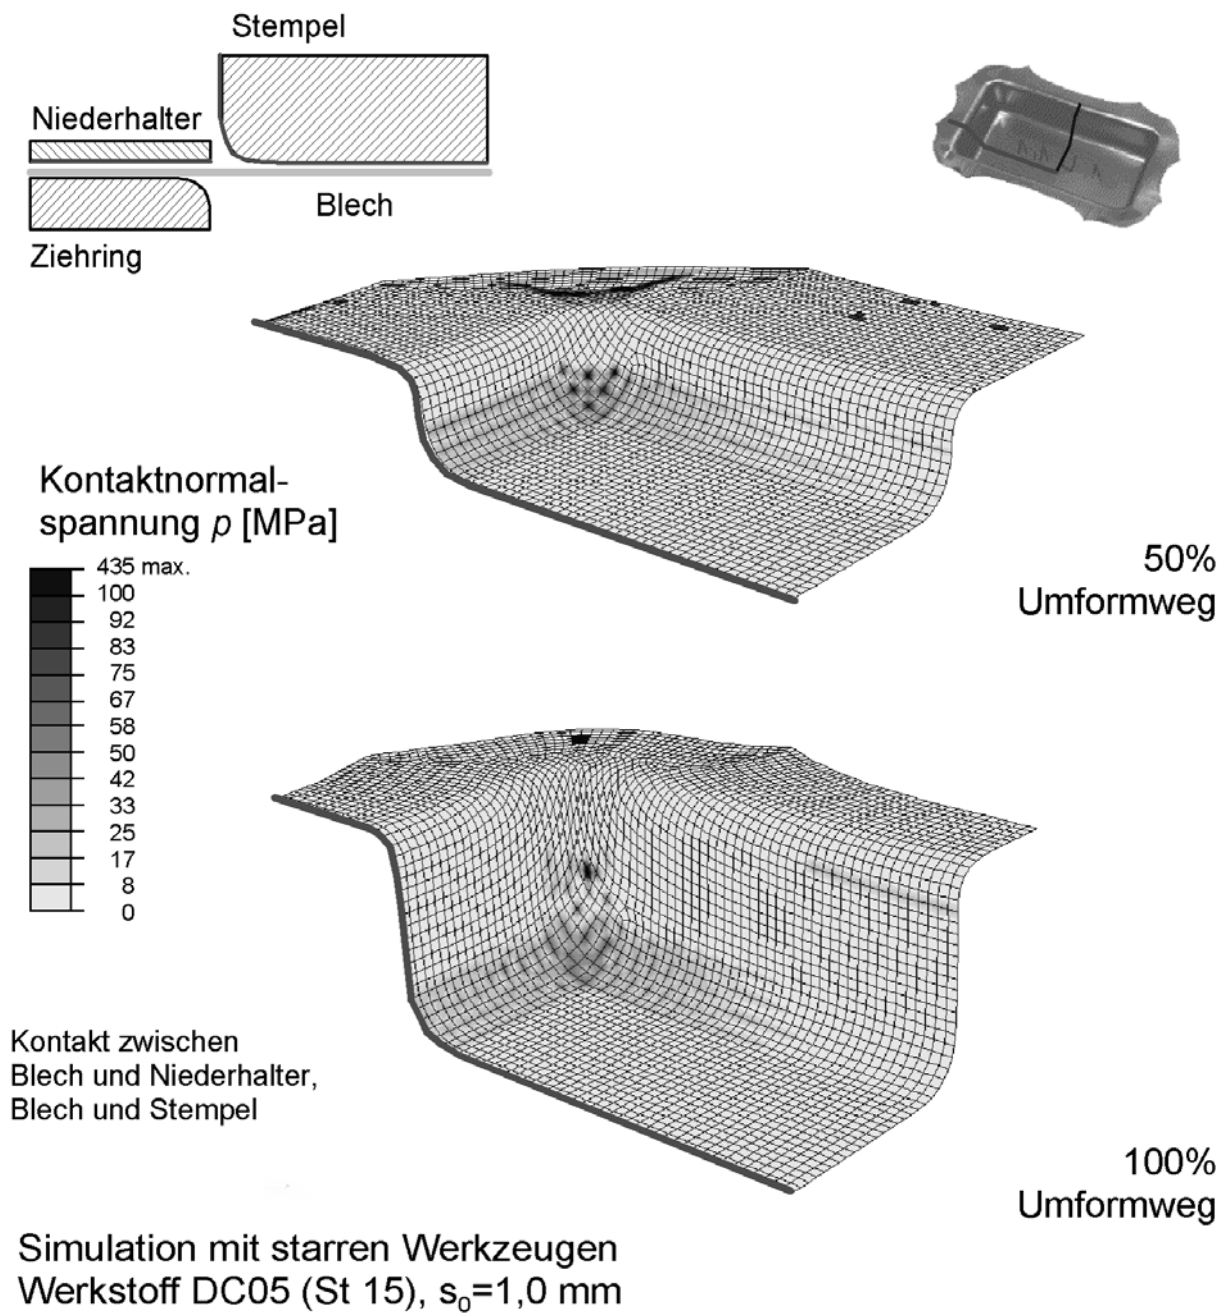 Stempel
Niederhalter
Blech
Ziehring
Kontaktnormal-
spannung p [MPa]
435 max.
100
92
83
75
67
58
50
42
33
25
17
8
0
50%
Umformweg
Kontakt zwischen
Blech und Niederhalter,
Blech und Stempel
100%
Umformweg
Simulation mit starren Werkzeugen
Werkstoff DC05 (St 15), s₀=1,0 mm